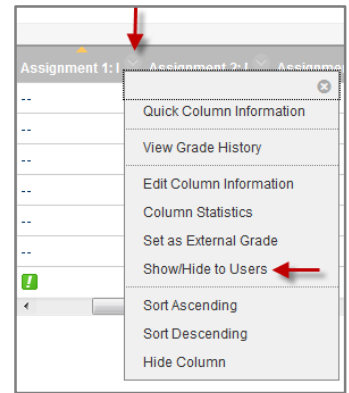 Assignment 1: I
Assignment 2: I
Assignme
--
--
--
--
--
--
!
Quick Column Information
View Grade History
Edit Column Information
Column Statistics
Set as External Grade
Show/Hide to Users
Sort Ascending
Sort Descending
Hide Column